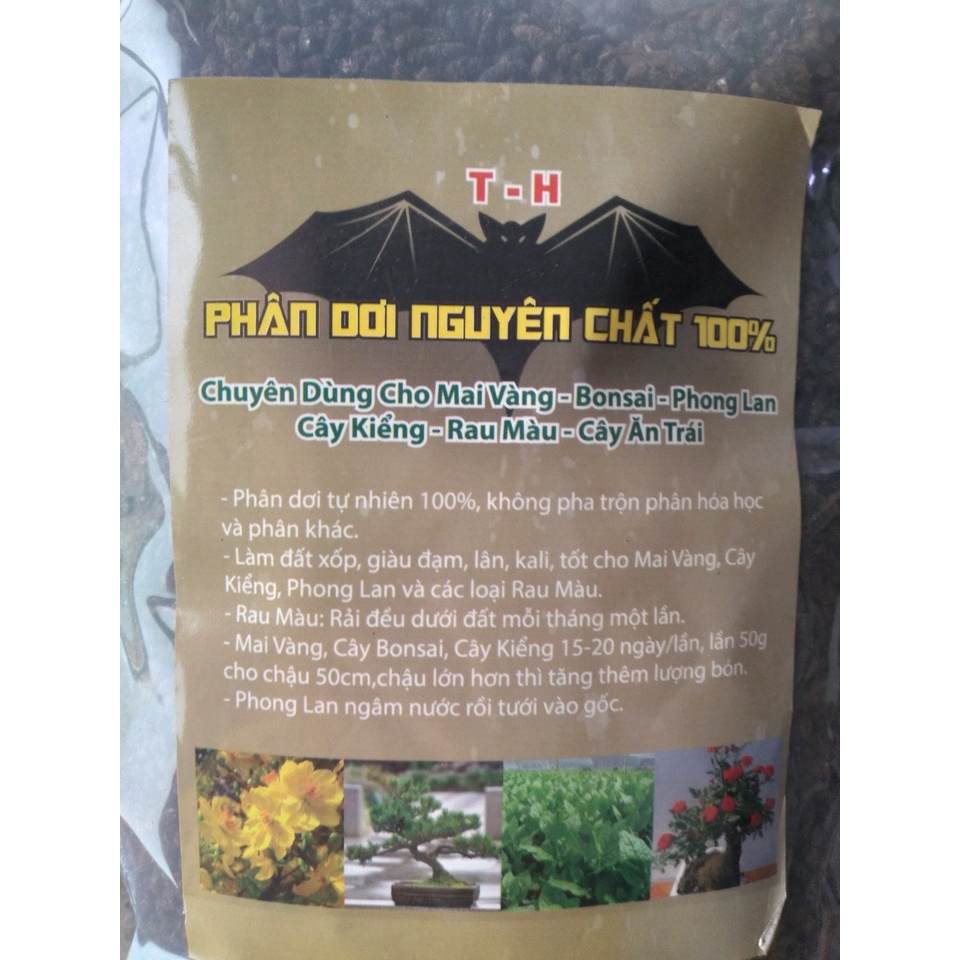 T - H
PHÂN DƠI NGUYÊN CHẤT 100%
Chuyên Dùng Cho Mai Vàng - Bonsai - Phong Lan
Cây Kiểng - Rau Màu - Cây Ăn Trái
- Phân dơi tự nhiên 100%, không pha trộn phân hóa học
và phân khác.
- Làm đất xốp, giàu đạm, lân, kali, tốt cho Mai Vàng, Cây
Kiểng, Phong Lan và các loại Rau Màu.
- Rau Màu: Rải đều dưới đất mỗi tháng một lần.
- Mai Vàng, Cây Bonsai, Cây Kiểng 15-20 ngày/lần, lần 50g
cho chậu 50cm,chậu lớn hơn thì tăng thêm lượng bón.
- Phong Lan ngâm nước rồi tưới vào gốc.